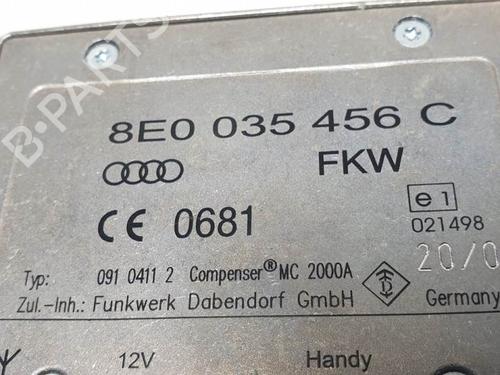 8E0 035 456 C
FKW
CE 0681
e1
021498
20/0
Typ: 091 0411 2 Compenser® MC 2000A
Zul.-Inh.: Funkwerk Dabendorf GmbH Germany
12V Handy
B-PARTS